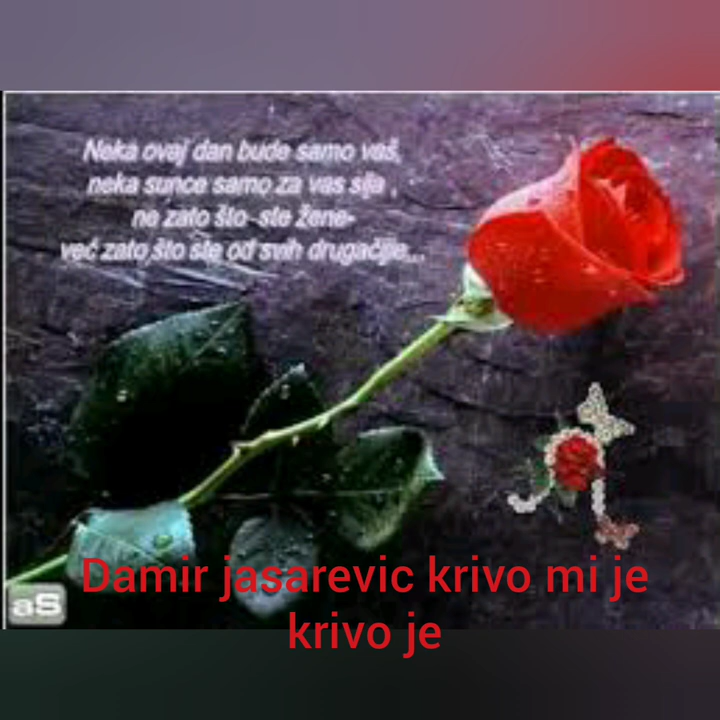 Neka ovaj dan bude samo vaš,
neka sunce samo za vas sija ,
ne zato što ste žene-
već zato što ste od svih drugačije...
aS
Damir jasarevic krivo mi je
krivo je